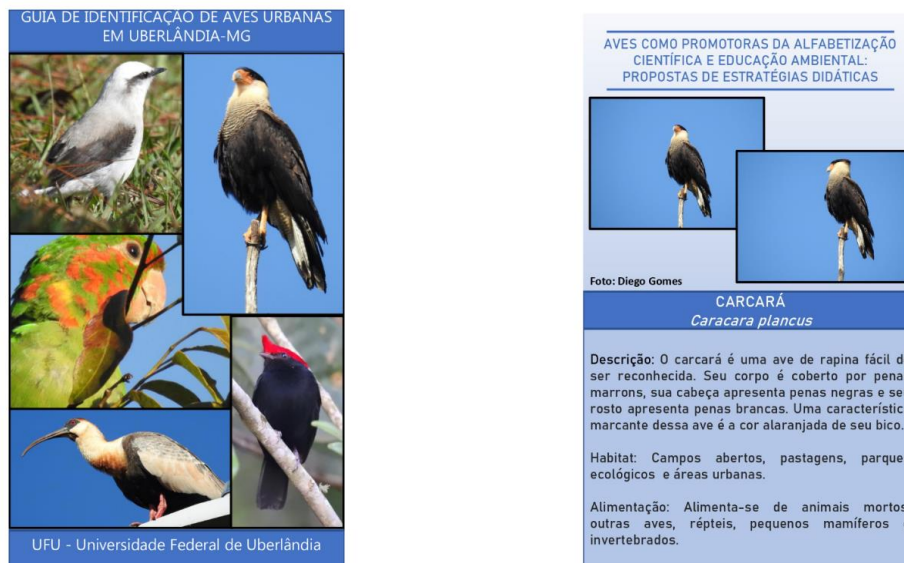 GUIA DE IDENTIFICAÇÃO DE AVES URBANAS
EM UBERLÂNDIA-MG
UFU - Universidade Federal de Uberlândia
AVES COMO PROMOTORAS DA ALFABETIZAÇÃO
CIENTÍFICA E EDUCAÇÃO AMBIENTAL:
PROPOSTAS DE ESTRATÉGIAS DIDÁTICAS
Foto: Diego Gomes
CARCARÁ
Caracara plancus
Descrição: O carcará é uma ave de rapina fácil d
ser reconhecida. Seu corpo é coberto por pena
marrons, sua cabeça apresenta penas negras e se
rosto apresenta penas brancas. Uma característic
marcante dessa ave é a cor alaranjada de seu bico.
Habitat: Campos abertos, pastagens, parque
ecológicos e áreas urbanas.
Alimentação: Alimenta-se de animais mortos
outras aves, répteis, pequenos mamíferos
invertebrados.